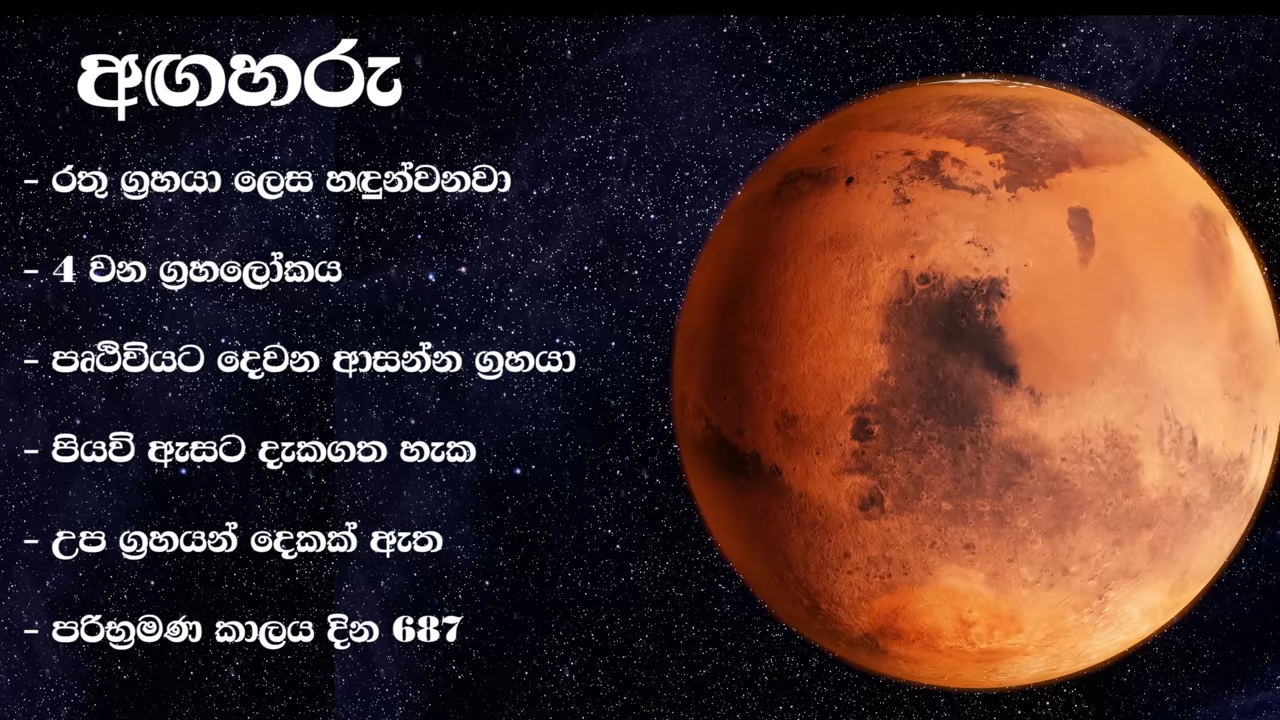 අඟහරු
- රතු ග්‍රහයා ලෙස හඳුන්වනවා
- 4 වන ග්‍රහලෝකය
- පෘථිවියට දෙවන ආසන්න ග්‍රහයා
- පියවි ඇසට දැකගත හැක
- උප ග්‍රහයන් දෙකක් ඇත
- පරිභ්‍රමණ කාලය දින 687